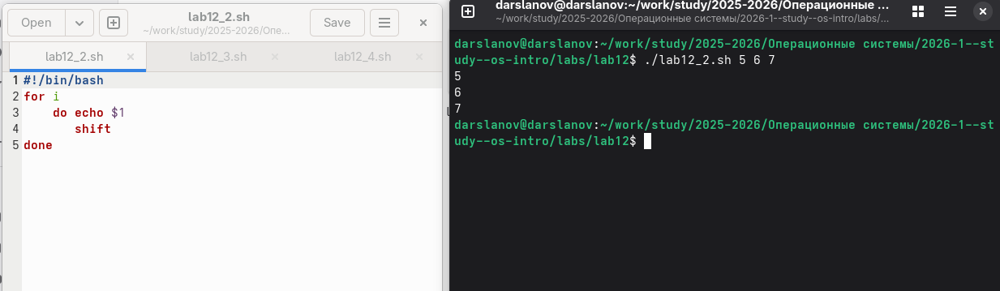 Open
lab12_2.sh
~/work/study/2025-2026/Опе...
Save
lab12_2.sh
lab12_3.sh
lab12_4.sh
1 #!/bin/bash
2 for i
3     do echo $1
4        shift
5 done
darslanov@darslanov:~/work/study/2025-2026/Операционные ...
~/work/study/2025-2026/Операционные системы/2026-1--study--os-intro/labs/...
darslanov@darslanov:~/work/study/2025-2026/Операционные системы/2026-1--st
udy--os-intro/labs/lab12$ ./lab12_2.sh 5 6 7
5
6
7
darslanov@darslanov:~/work/study/2025-2026/Операционные системы/2026-1--st
udy--os-intro/labs/lab12$